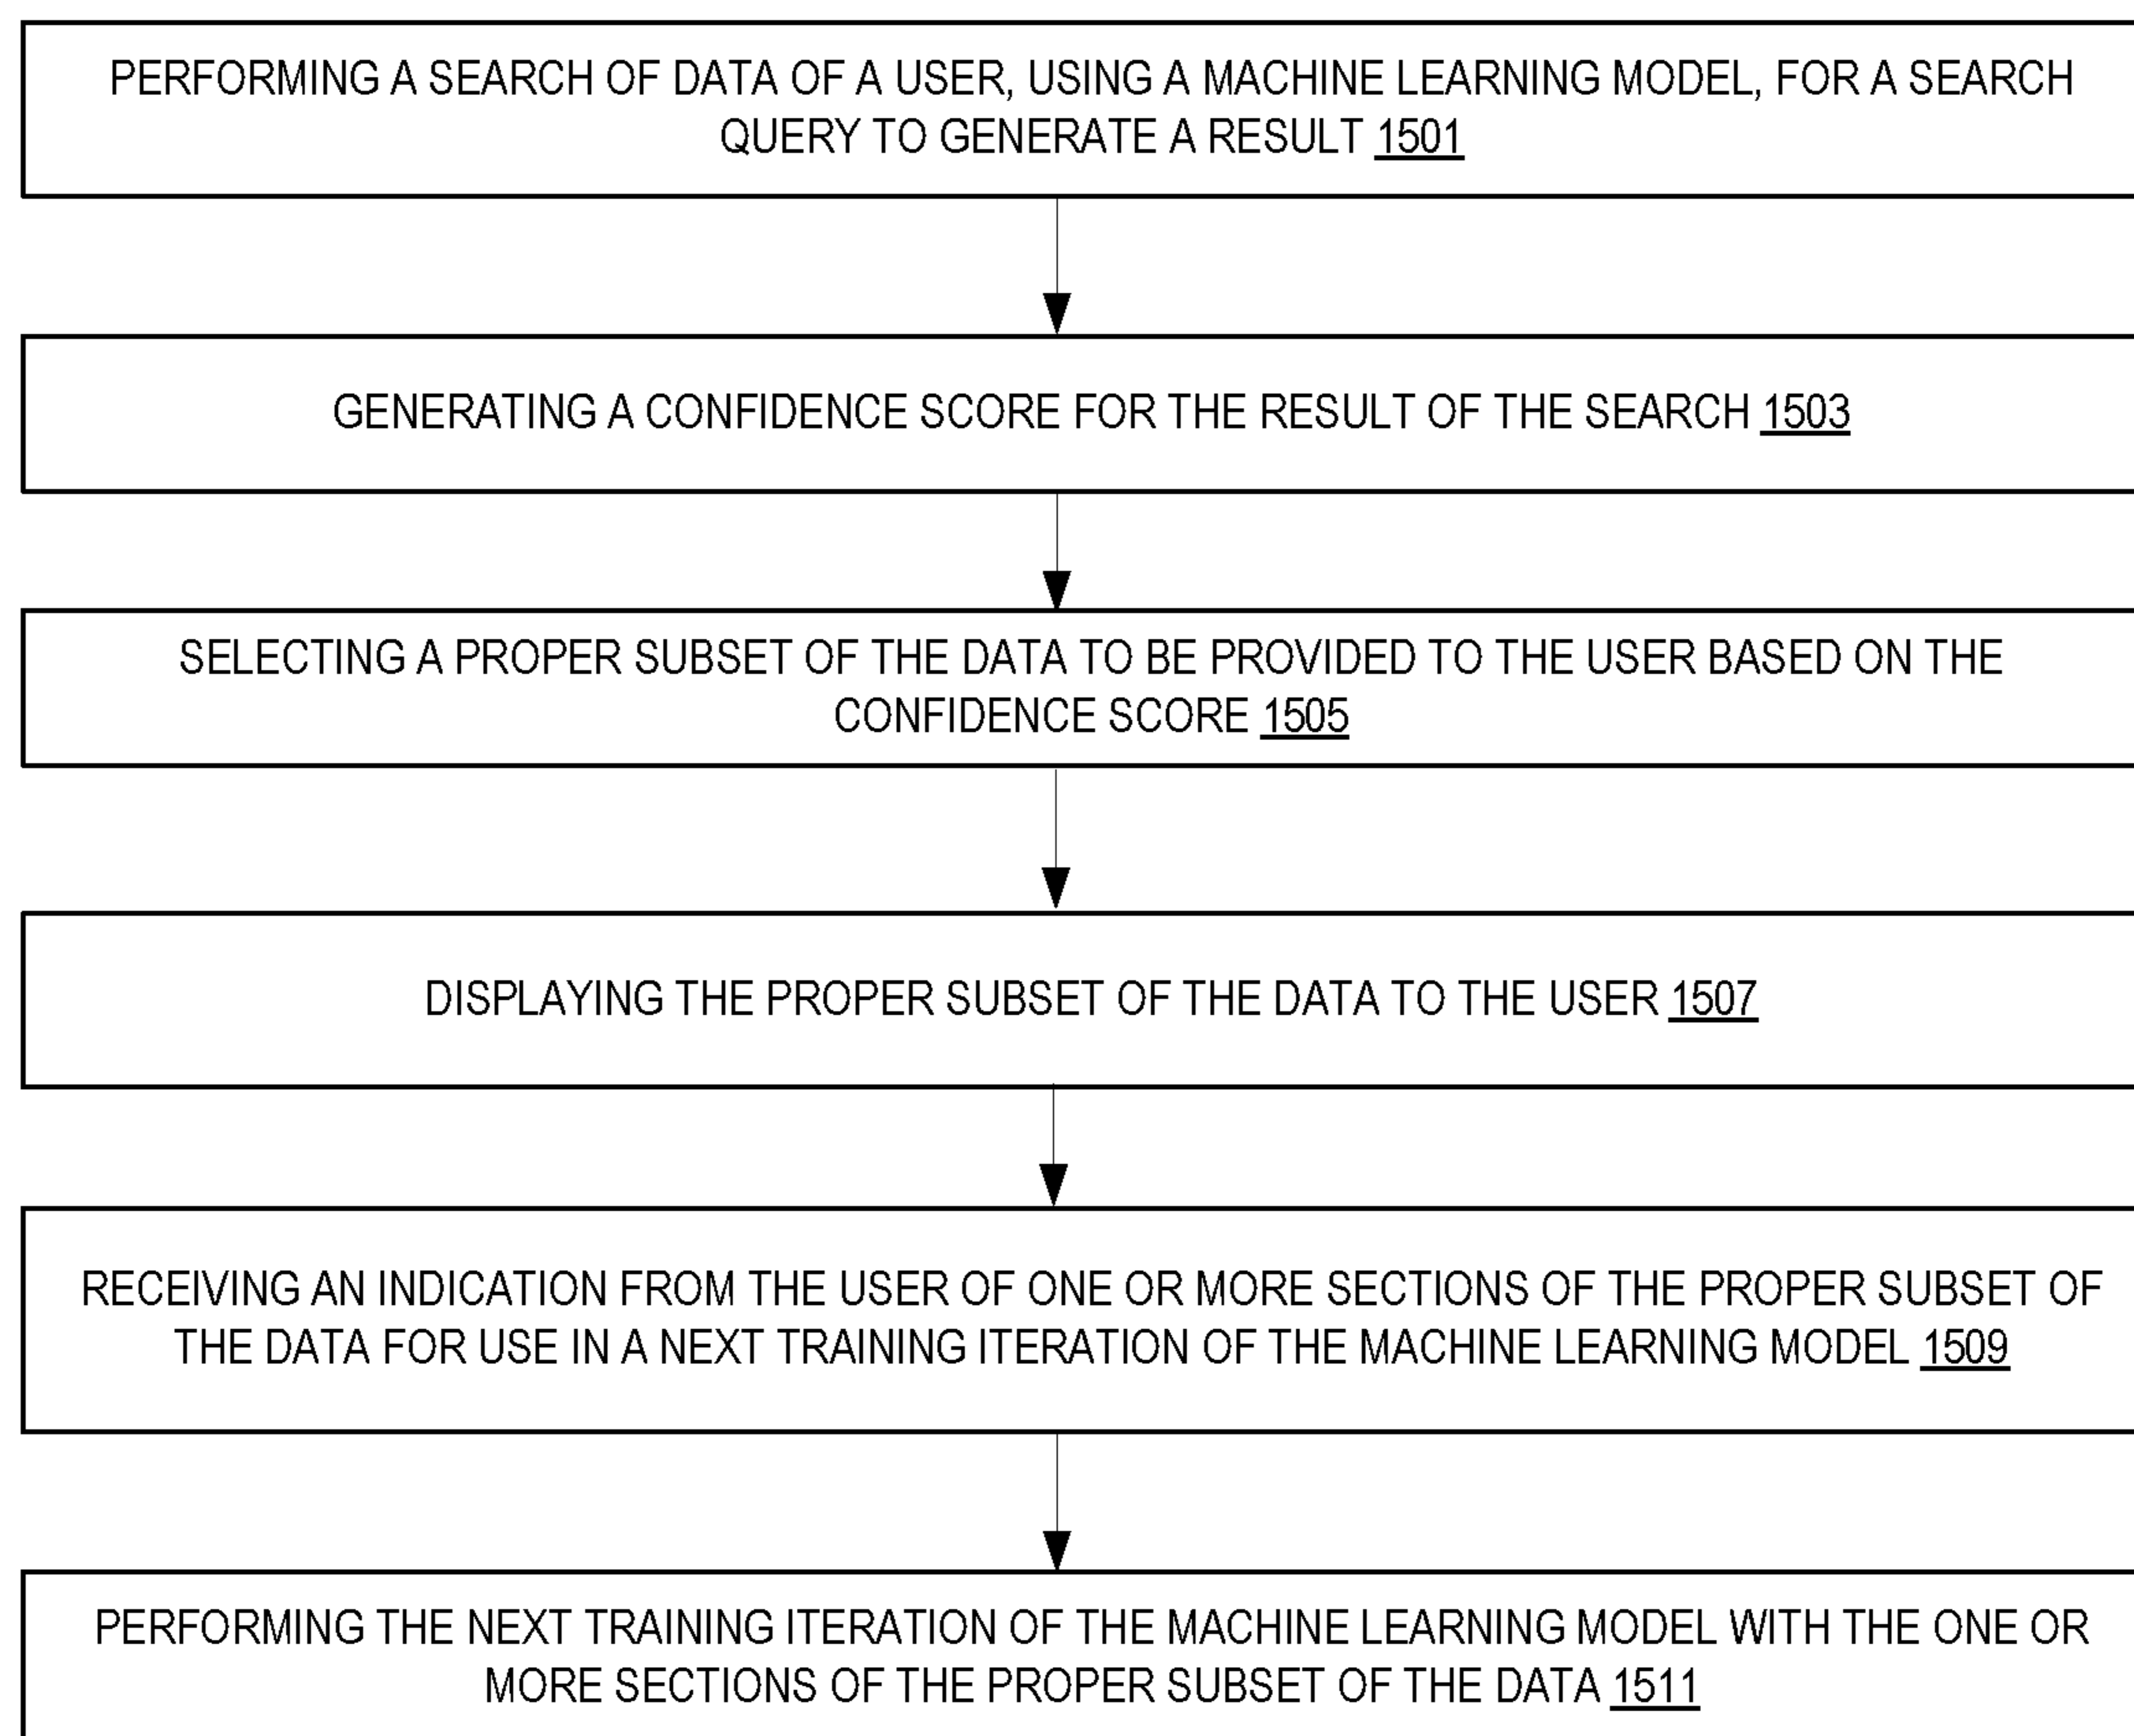 PERFORMING A SEARCH OF DATA OF A USER, USING A MACHINE LEARNING MODEL, FOR A SEARCH
QUERY TO GENERATE A RESULT 1501
GENERATING A CONFIDENCE SCORE FOR THE RESULT OF THE SEARCH 1503
SELECTING A PROPER SUBSET OF THE DATA TO BE PROVIDED TO THE USER BASED ON THE
CONFIDENCE SCORE 1505
DISPLAYING THE PROPER SUBSET OF THE DATA TO THE USER 1507
RECEIVING AN INDICATION FROM THE USER OF ONE OR MORE SECTIONS OF THE PROPER SUBSET OF
THE DATA FOR USE IN A NEXT TRAINING ITERATION OF THE MACHINE LEARNING MODEL 1509
PERFORMING THE NEXT TRAINING ITERATION OF THE MACHINE LEARNING MODEL WITH THE ONE OR
MORE SECTIONS OF THE PROPER SUBSET OF THE DATA 1511